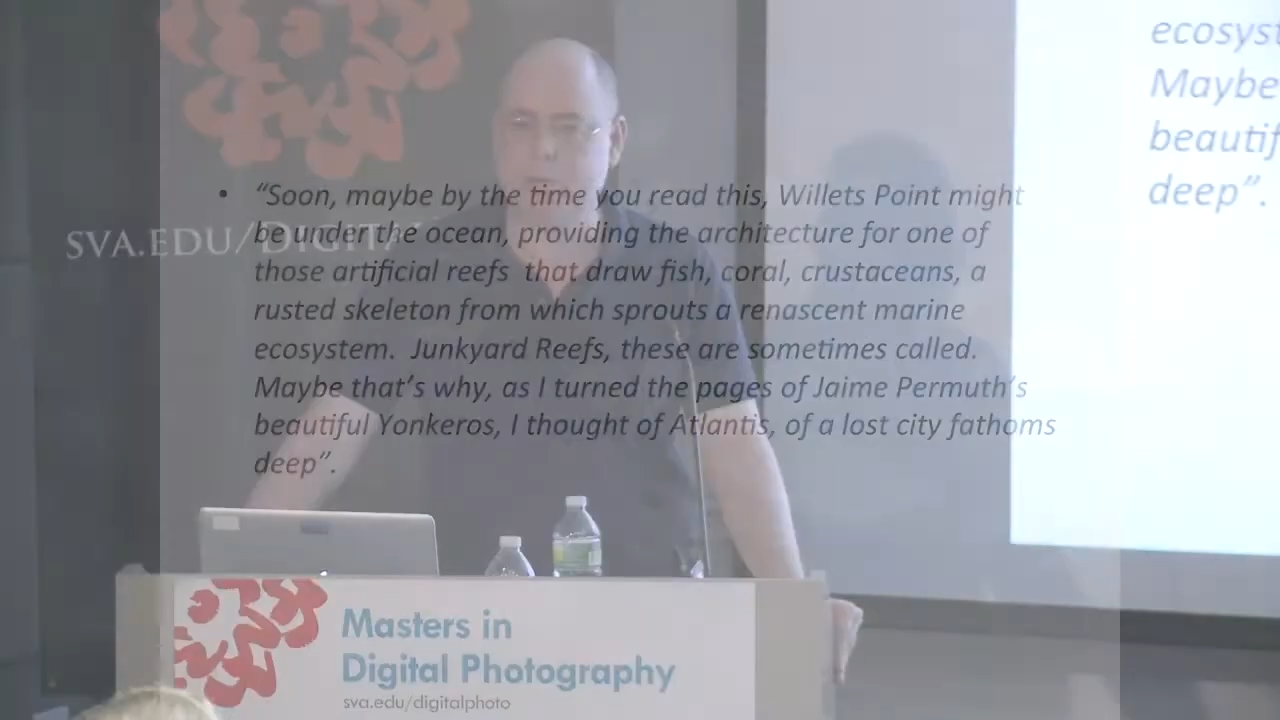 ecosyst
Maybe
beautif
deep”.
SVA.EDU/DIGIT
• “Soon, maybe by the time you read this, Willets Point might
be under the ocean, providing the architecture for one of
those artificial reefs that draw fish, coral, crustaceans, a
rusted skeleton from which sprouts a renascent marine
ecosystem. Junkyard Reefs, these are sometimes called.
Maybe that’s why, as I turned the pages of Jaime Permuth’s
beautiful Yonkeros, I thought of Atlantis, of a lost city fathoms
deep”.
Masters in
Digital Photography
sva.edu/digitalphoto